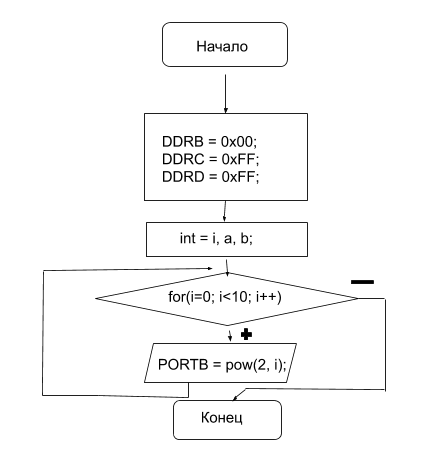 Начало
DDRB = 0x00;
DDRC = 0xFF;
DDRD = 0xFF;
int = i, a, b;
for(i=0; i<10; i++)
PORTB = pow(2, i);
Конец